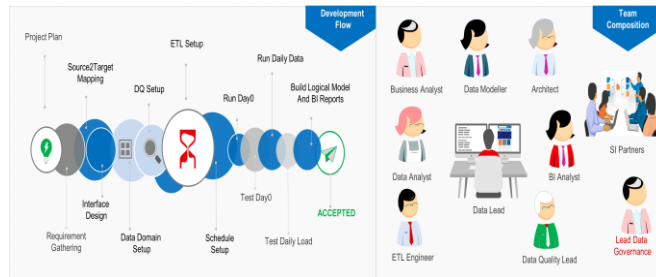 Development
Flow
Project Plan
Source2Target
Mapping
DQ Setup
ETL Setup
Run Day0
Run Daily Data
Build Logical Model
And BI Reports
Requirement
Gathering
Interface
Design
Data Domain
Setup
Schedule
Setup
Test Day0
Test Daily Load
ACCEPTED
Team
Composition
Business Analyst
Data Modeller
Architect
SI Partners
Data Analyst
Data Lead
BI Analyst
ETL Engineer
Data Quality Lead
Lead Data
Governance